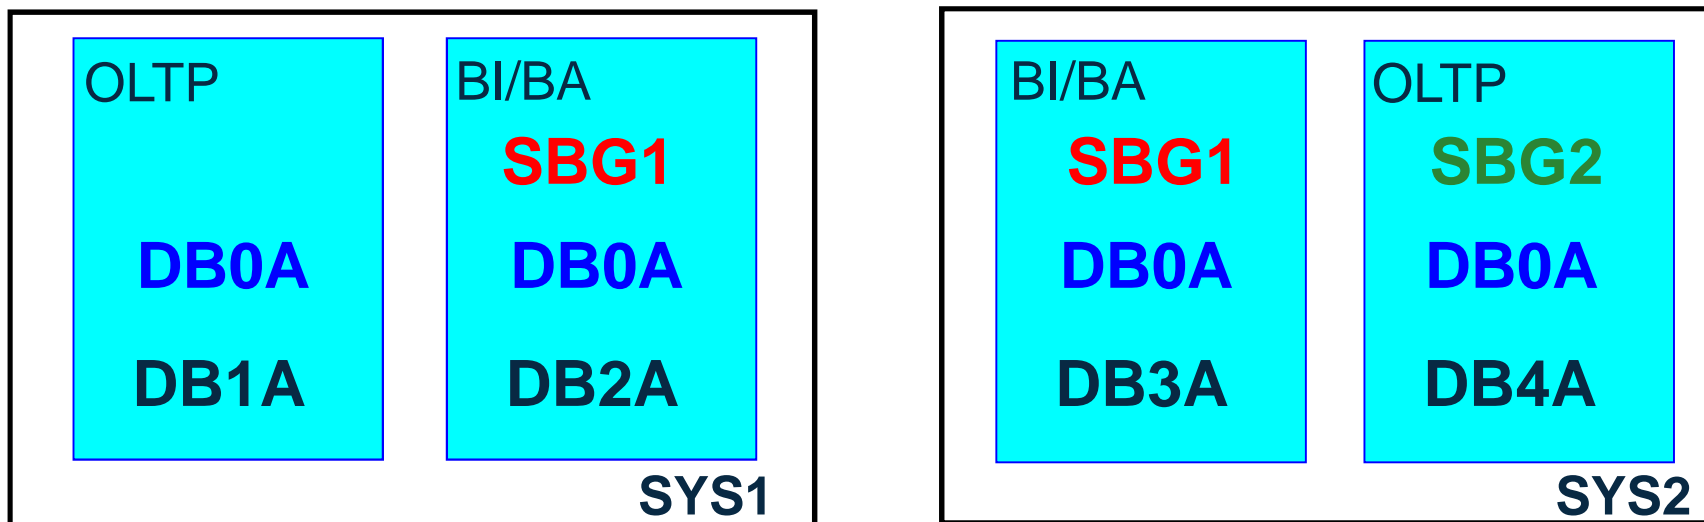 OLTP
DB0A
DB1A
BI/BA
SBG1
DB0A
DB2A
SYS1
BI/BA
SBG1
DB0A
DB3A
OLTP
SBG2
DB0A
DB4A
SYS2